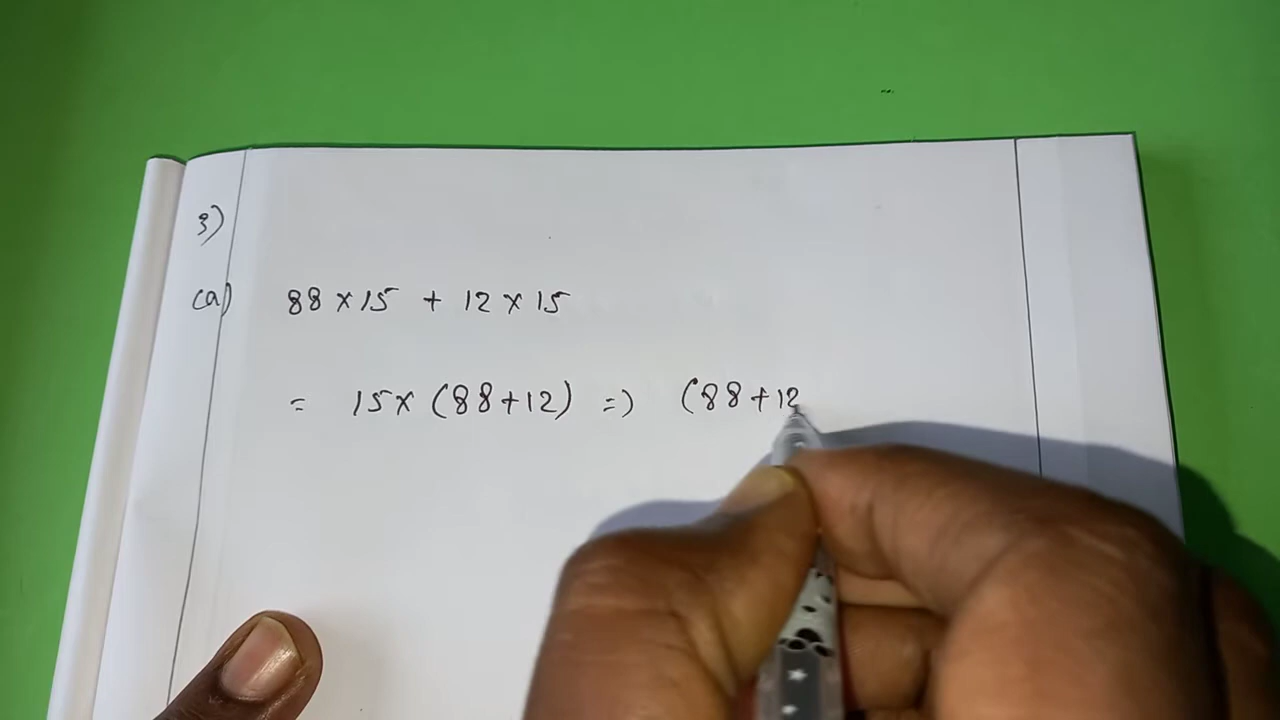 3)
(a) 88 × 15 + 12 × 15
= 15 × (88+12) => (88+12